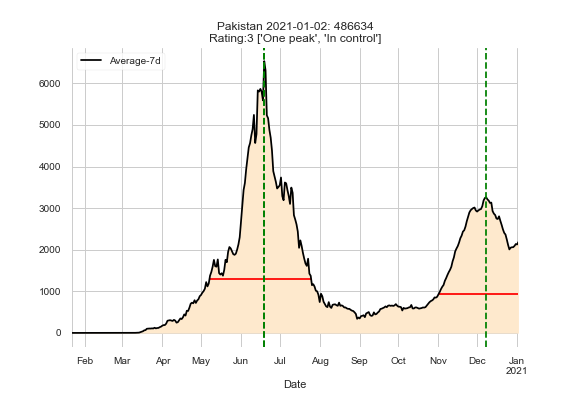 Pakistan 2021-01-02: 486634
Rating:3 ['One peak', 'In control']
Average-7d
6000
5000
4000
3000
2000
1000
0
Feb Mar Apr May Jun Jul Aug Sep Oct Nov Dec Jan
2021
Date